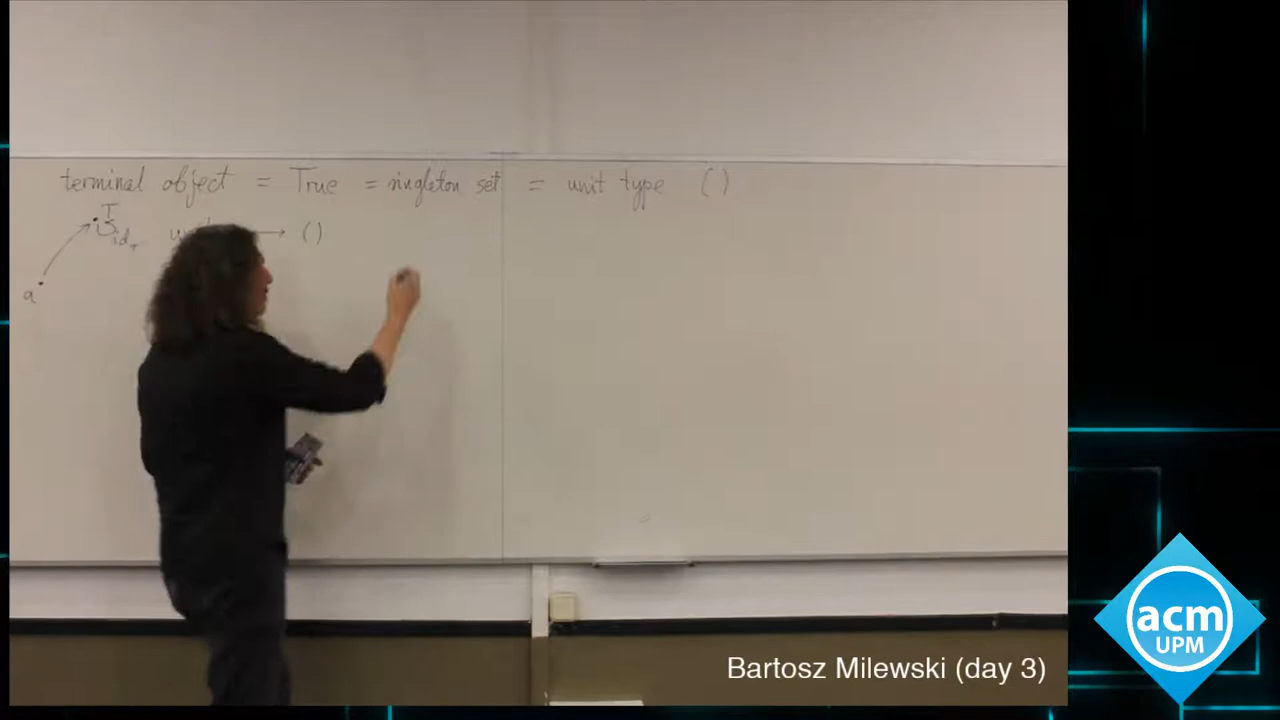 terminal object = True = singleton set = unit type ()
T
id_T → ()
a
acm
UPM
Bartosz Milewski (day 3)